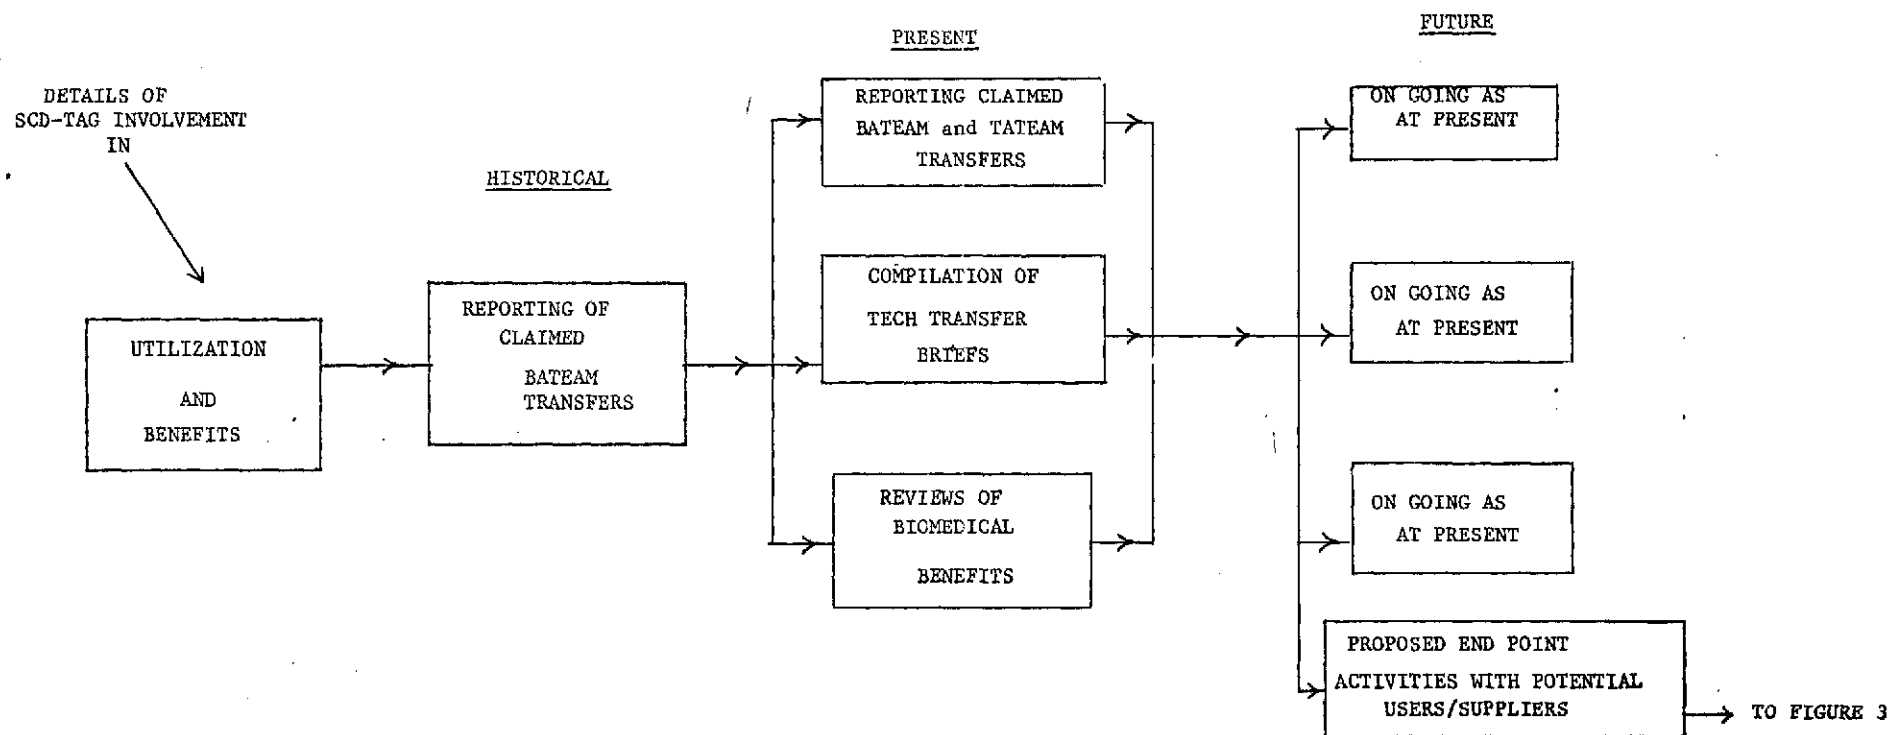 DETAILS OF
SCD-TAG INVOLVEMENT
IN
UTILIZATION
AND
BENEFITS
HISTORICAL
REPORTING OF
CLAIMED
BATEAM
TRANSFERS
PRESENT
REPORTING CLAIMED
BATEAM and TATEAM
TRANSFERS
COMPILATION OF
TECH TRANSFER
BRIEFS
REVIEWS OF
BIOMEDICAL
BENEFITS
FUTURE
ON GOING AS
AT PRESENT
ON GOING AS
AT PRESENT
ON GOING AS
AT PRESENT
PROPOSED END POINT
ACTIVITIES WITH POTENTIAL
USERS/SUPPLIERS
TO FIGURE 3